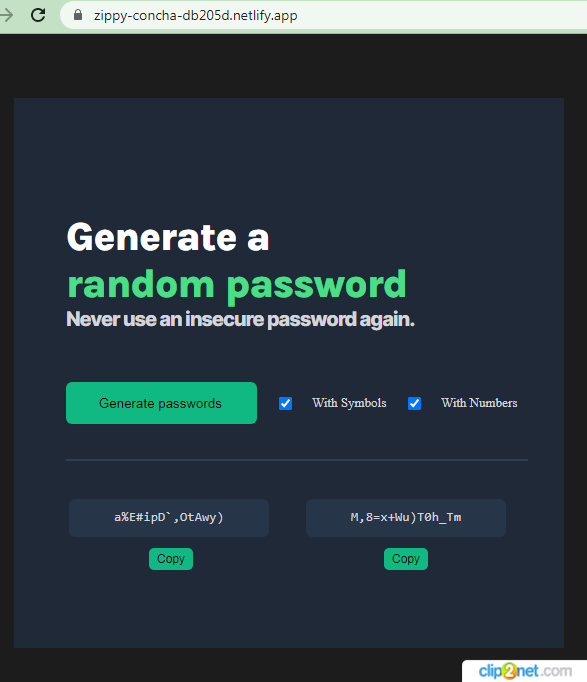 zippy-concha-db205d.netlify.app
Generate a
random password
Never use an insecure password again.
Generate passwords With Symbols With Numbers
a%E#ipD`,OtAwy) M,8=x+Wu)T0h_Tm
Copy Copy
clip2net.com